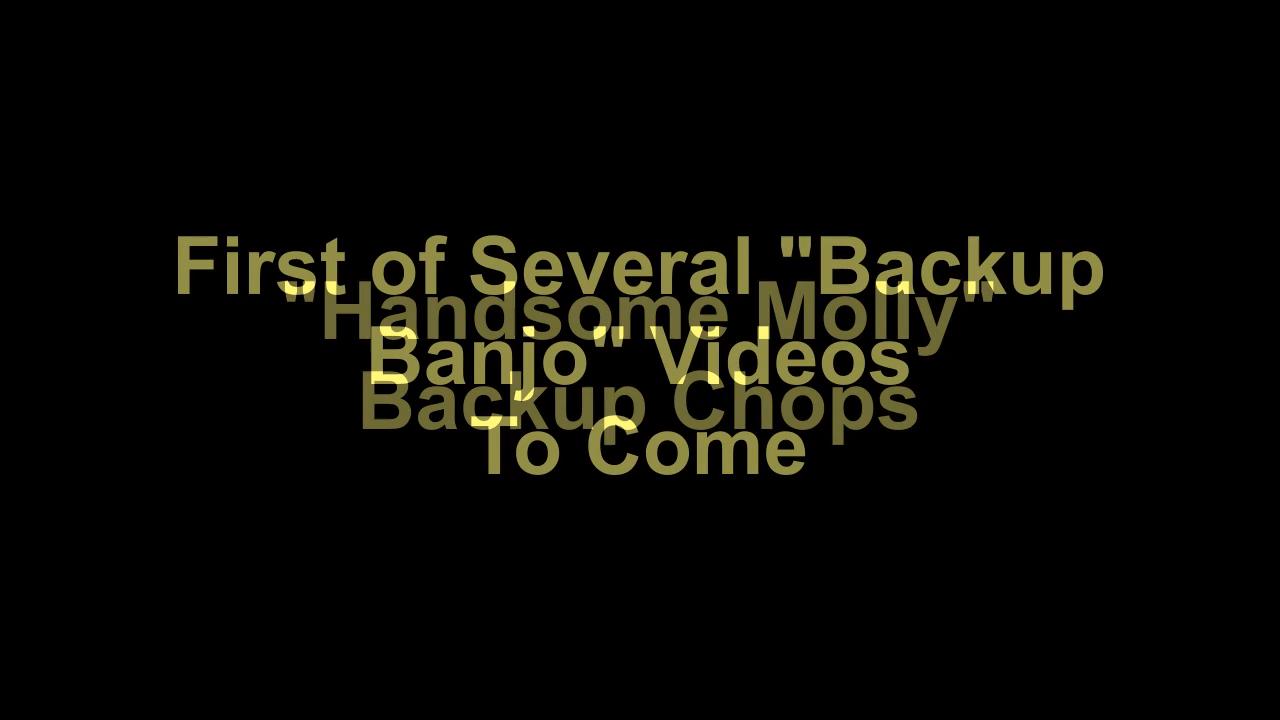 First of Several "Backup
"Handsome Molly"
Banjo" Videos
Backup Chops
To Come